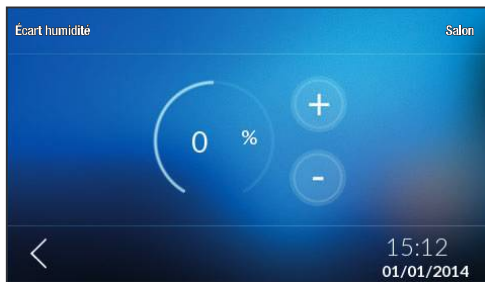 Écart humidité
Salon
+
0 %
-
15:12
01/01/2014